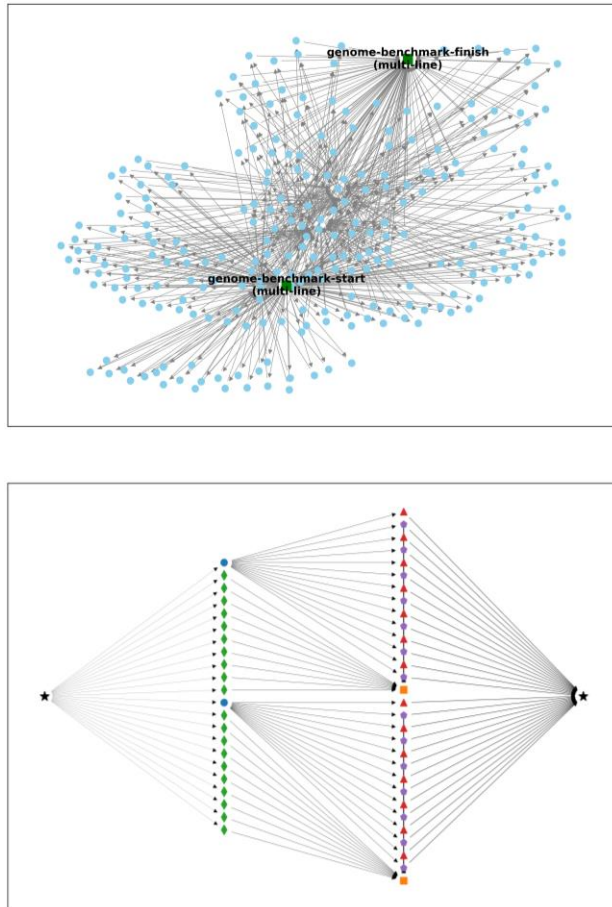 genome-benchmark-finish
(multi-line)
genome-benchmark-start
(multi-line)